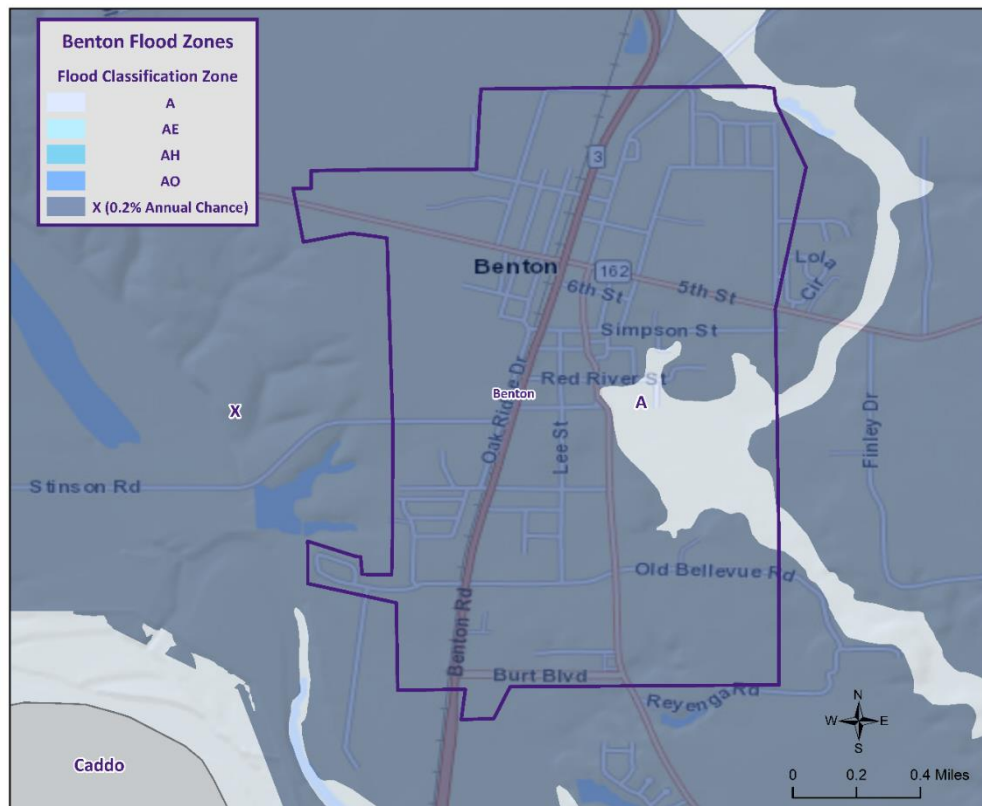 Benton Flood Zones
Flood Classification Zone
A
AE
AH
AO
X (0.2% Annual Chance)
3
Benton
162
6th St
5th St
Lola
Cir
Simpson St
Oak Ridge Dr
Red River St
Benton
A
X
Lee St
Finley Dr
Stinson Rd
Old Bellevue Rd
Benton Rd
Burt Blvd
Reyenga Rd
N
W E
S
Caddo
0 0.2 0.4 Miles